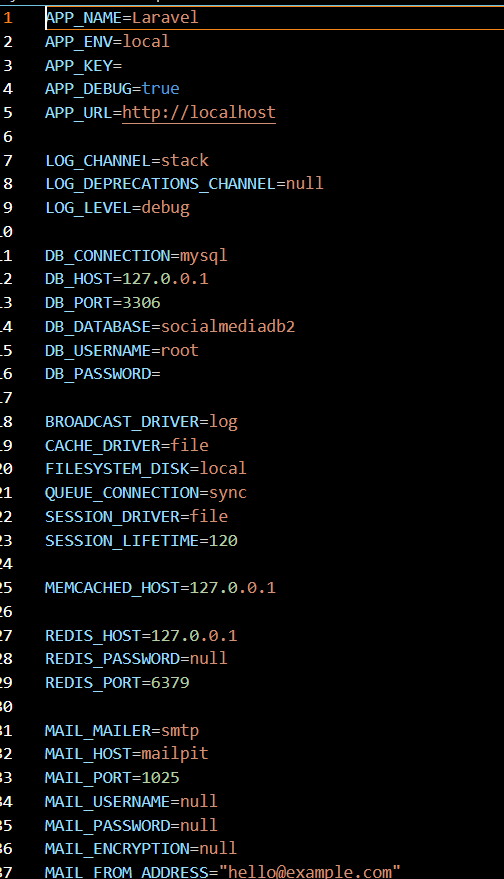 1 APP_NAME=Laravel
2 APP_ENV=local
3 APP_KEY=
4 APP_DEBUG=true
5 APP_URL=http://localhost
6
7 LOG_CHANNEL=stack
8 LOG_DEPRECATIONS_CHANNEL=null
9 LOG_LEVEL=debug
10
11 DB_CONNECTION=mysql
12 DB_HOST=127.0.0.1
13 DB_PORT=3306
14 DB_DATABASE=socialmediadb2
15 DB_USERNAME=root
16 DB_PASSWORD=
17
18 BROADCAST_DRIVER=log
19 CACHE_DRIVER=file
20 FILESYSTEM_DISK=local
21 QUEUE_CONNECTION=sync
22 SESSION_DRIVER=file
23 SESSION_LIFETIME=120
24
25 MEMCACHED_HOST=127.0.0.1
26
27 REDIS_HOST=127.0.0.1
28 REDIS_PASSWORD=null
29 REDIS_PORT=6379
30
31 MAIL_MAILER=smtp
32 MAIL_HOST=mailpit
33 MAIL_PORT=1025
34 MAIL_USERNAME=null
35 MAIL_PASSWORD=null
36 MAIL_ENCRYPTION=null
37 MAIL_FROM_ADDRESS="hello@example.com"